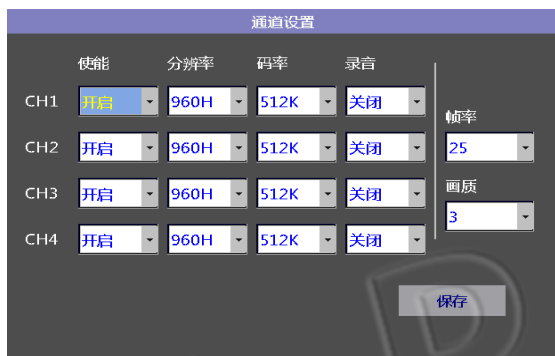 通道设置
使能 分辨率 码率 录音
CH1 开启 960H 512K 关闭
帧率
CH2 开启 960H 512K 关闭 25
CH3 开启 960H 512K 关闭 画质
3
CH4 开启 960H 512K 关闭
保存